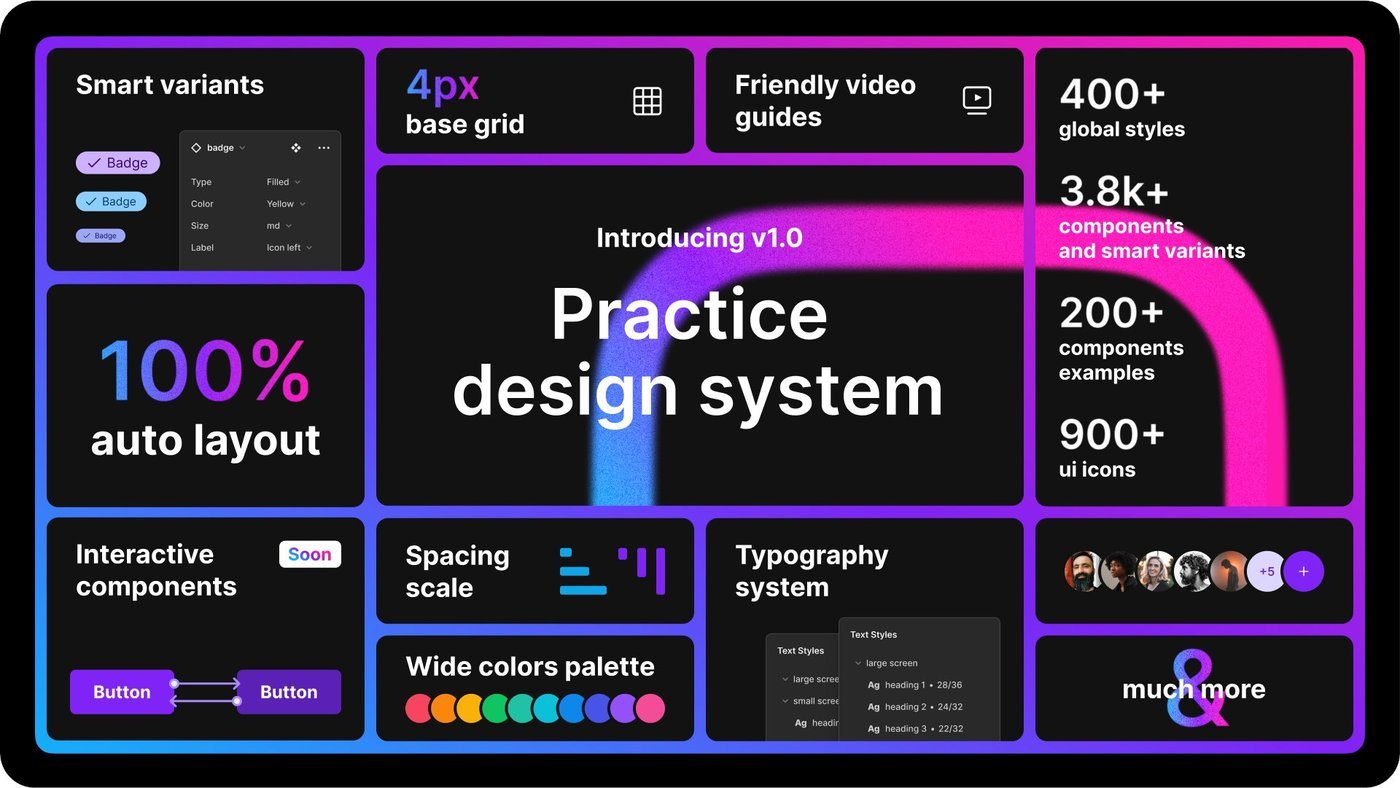 Smart variants
Badge
Badge
Badge
badge
Type Filled
Color Yellow
Size md
Label icon left
4px
base grid
Friendly video
guides
400+
global styles
3.8k+
components
and smart variants
200+
components
examples
900+
ui icons
Introducing v1.0
Practice
design system
100%
auto layout
Interactive
components
Soon
Button
Button
Spacing
scale
Wide colors palette
Typography
system
Text Styles
large scree
small scree
Ag headin
Text Styles
large screen
Ag heading 1 • 28/36
Ag heading 2 • 24/32
Ag heading 3 • 22/32
+5
+
&
much more